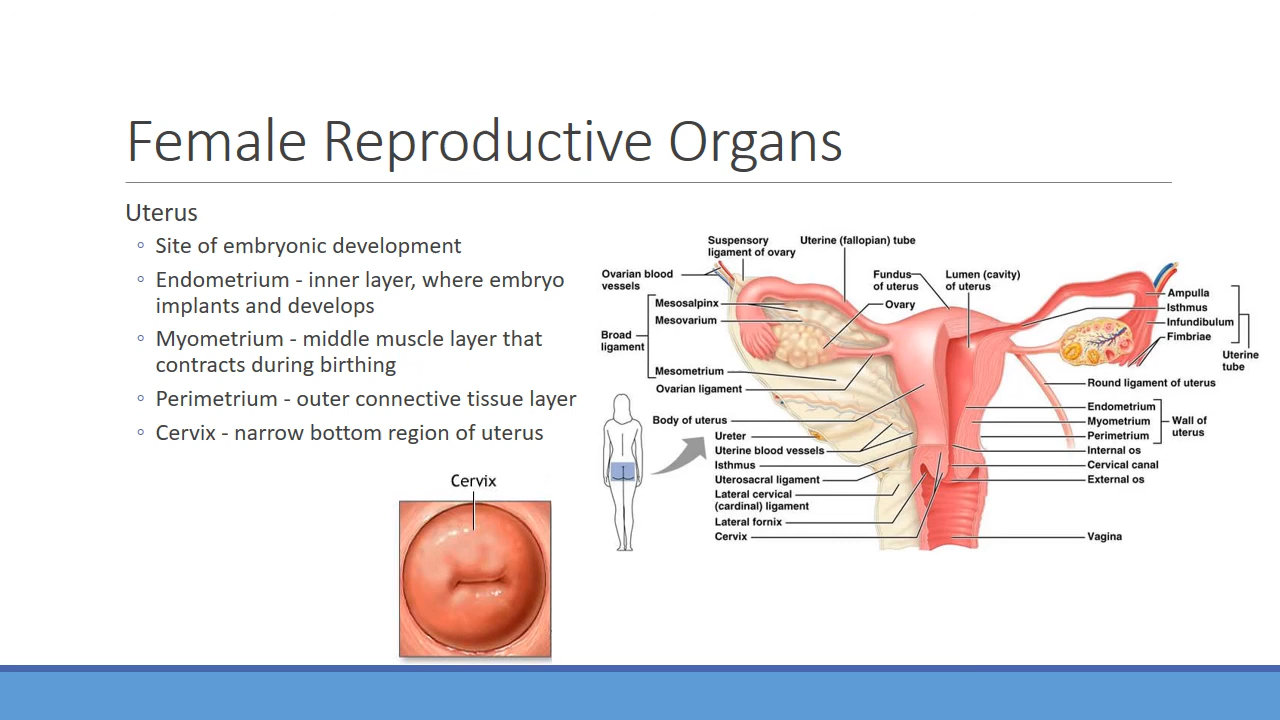 Female Reproductive Organs
Uterus
◦ Site of embryonic development
◦ Endometrium - inner layer, where embryo
implants and develops
◦ Myometrium - middle muscle layer that
contracts during birthing
◦ Perimetrium - outer connective tissue layer
◦ Cervix - narrow bottom region of uterus
Cervix
Suspensory
ligament of ovary
Uterine (fallopian) tube
Ovarian blood
vessels
Fundus
of uterus
Lumen (cavity)
of uterus
Mesosalpinx
Mesovarium
Ovary
Broad
ligament
Mesometrium
Ovarian ligament
Body of uterus
Ureter
Uterine blood vessels
Isthmus
Uterosacral ligament
Lateral cervical
(cardinal) ligament
Lateral fornix
Cervix
Ampulla
Isthmus
Infundibulum
Fimbriae
Uterine
tube
Round ligament of uterus
Endometrium
Myometrium
Perimetrium
Wall of
uterus
Internal os
Cervical canal
External os
Vagina